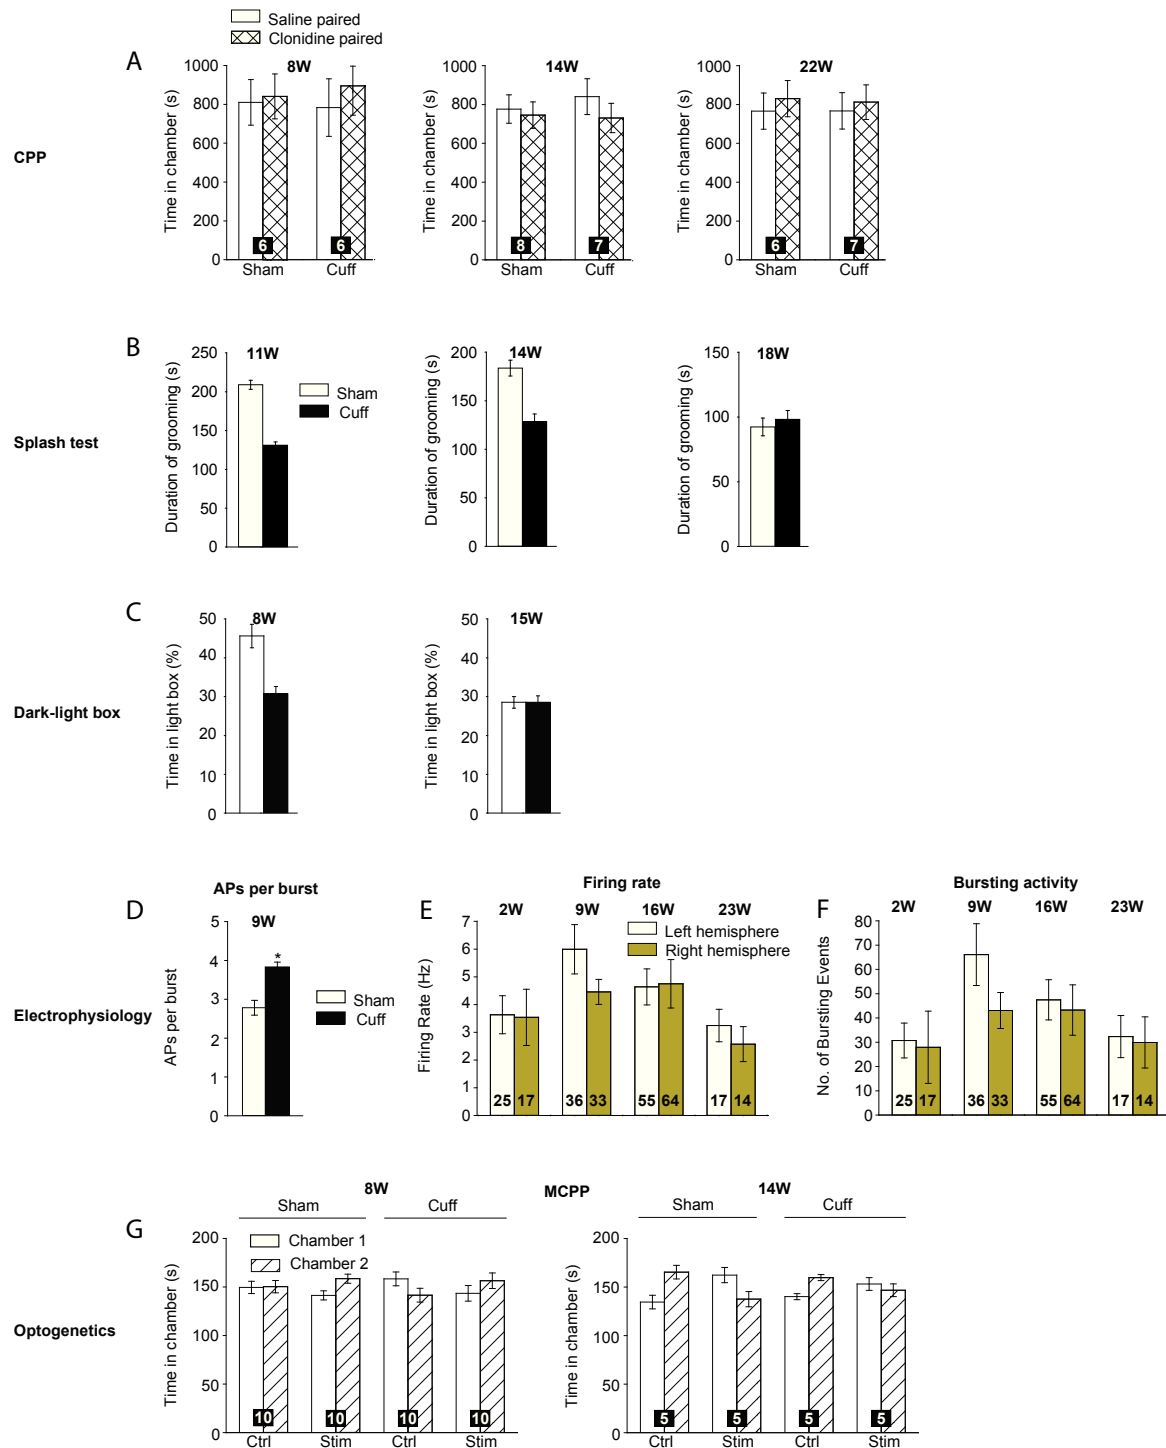 Saline paired
Clonidine paired
A
8W
14W
22W
CPP
Time in chamber (s)
1000
800
600
400
200
0
6
6
Sham
Cuff
Time in chamber (s)
1000
800
600
400
200
0
8
7
Sham
Cuff
Time in chamber (s)
1000
800
600
400
200
0
6
7
Sham
Cuff
B
Splash test
11W
Duration of grooming (s)
250
200
150
100
50
0
Sham
Cuff
14W
Duration of grooming (s)
200
150
100
50
0
18W
Duration of grooming (s)
150
100
50
0
C
Dark-light box
8W
Time in light box (%)
50
40
30
20
10
0
15W
Time in light box (%)
50
40
30
20
10
0
Electrophysiology
APs per burst
D
9W
APs per burst
5
4
3
2
1
0
*
Sham
Cuff
Firing rate
E
2W 9W 16W 23W
Left hemisphere
Right hemisphere
Firing Rate (Hz)
7
6
5
4
3
2
1
0
25 17 36 33 55 64 17 14
Bursting activity
F
2W 9W 16W 23W
No. of Bursting Events
80
70
60
50
40
30
20
10
0
25 17 36 33 55 64 17 14
Optogenetics
MCPP
G
8W
Sham Cuff
Chamber 1
Chamber 2
Time in chamber (s)
200
150
100
50
0
10 10 10 10
Ctrl Stim Ctrl Stim
14W
Sham Cuff
Time in chamber (s)
200
150
100
50
0
5 5 5 5
Ctrl Stim Ctrl Stim